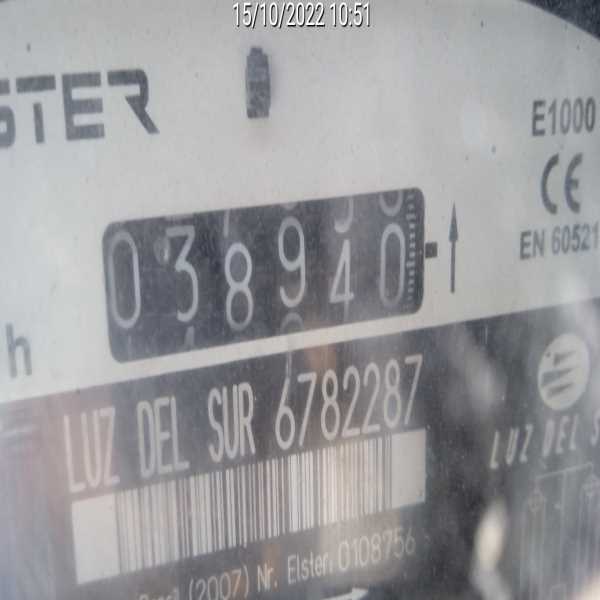 15/10/2022 10:51
STER
E1000
CE
EN 60521
038940
h
LUZ DEL SUR 6782287
LUZ DEL S
(2007) Nr. Elster: 0108756